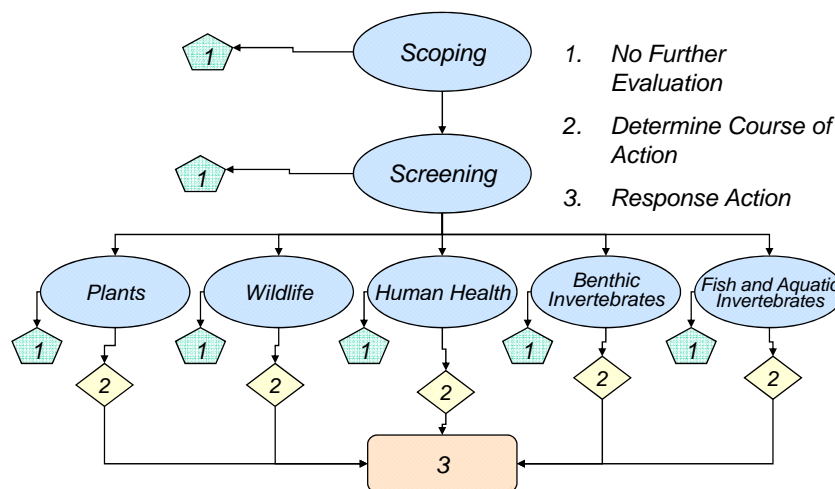 Scoping
1
1. No Further
Evaluation
2. Determine Course of
Action
Screening
1
3. Response Action
Plants
Wildlife
Human Health
Benthic
Invertebrates
Fish and Aquatic
Invertebrates
1
1
1
1
1
2
2
2
2
2
3